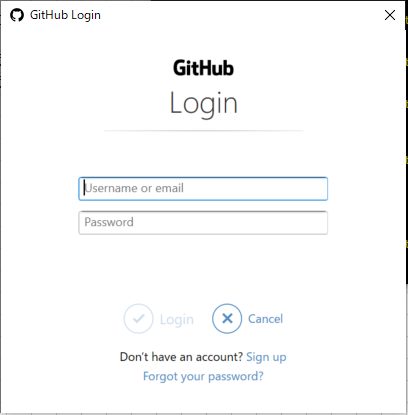 GitHub Login
GitHub
Login
Username or email
Password
Login
Cancel
Don't have an account? Sign up
Forgot your password?